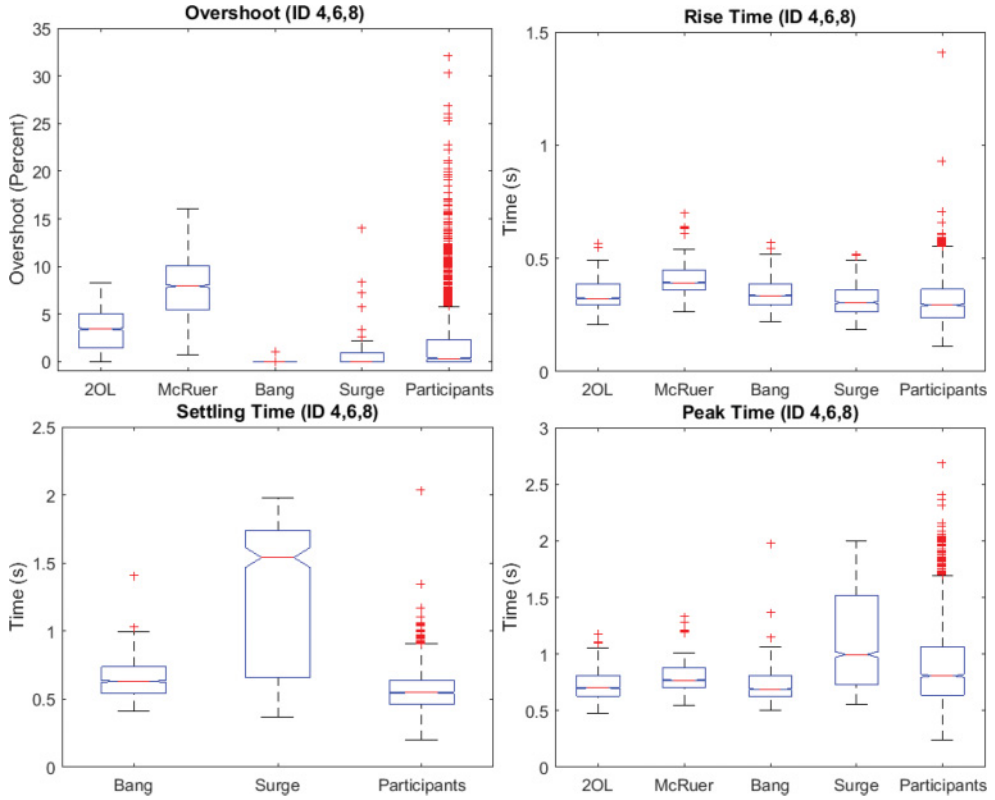 Overshoot (ID 4,6,8)
Overshoot (Percent)
35
30
25
20
15
10
5
0
2OL McRuer Bang Surge Participants
Rise Time (ID 4,6,8)
Time (s)
1.5
1
0.5
0
2OL McRuer Bang Surge Participants
Settling Time (ID 4,6,8)
Time (s)
2.5
2
1.5
1
0.5
0
Bang Surge Participants
Peak Time (ID 4,6,8)
Time (s)
3
2.5
2
1.5
1
0.5
0
2OL McRuer Bang Surge Participants